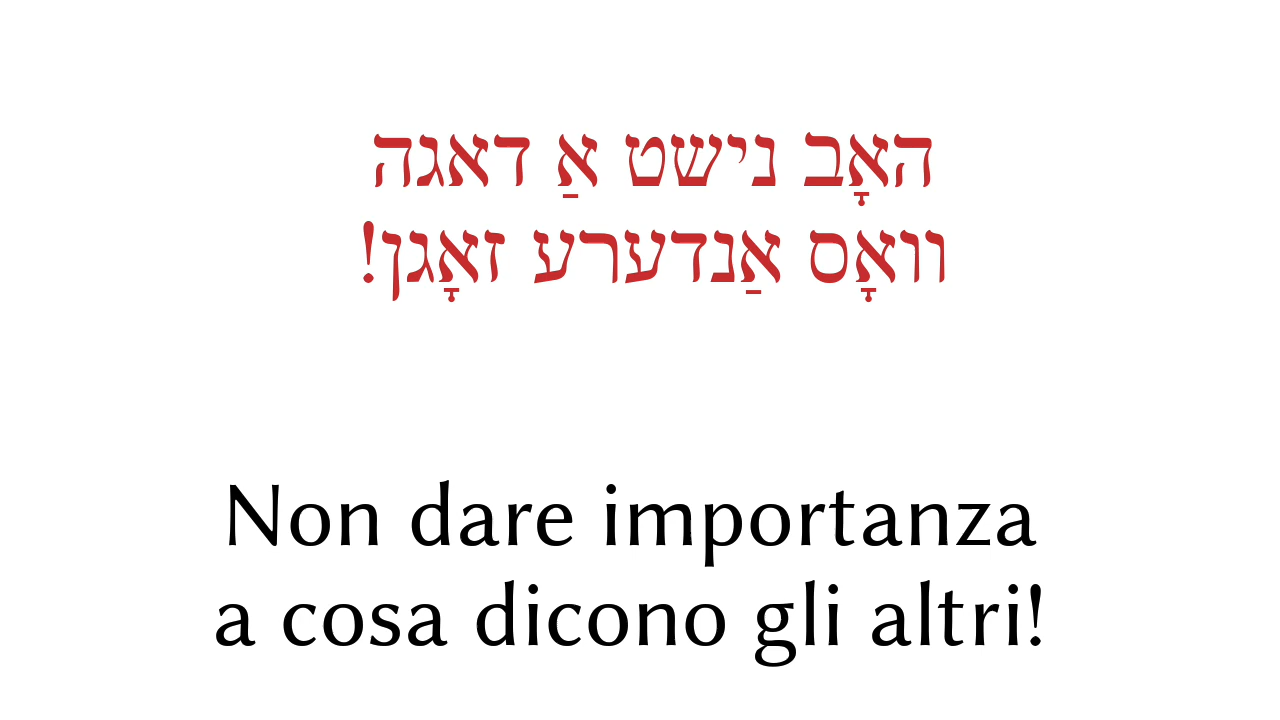 האָב נישט אַ דאגה
וואָס אַנדערע זאָגן!
Non dare importanza
a cosa dicono gli altri!